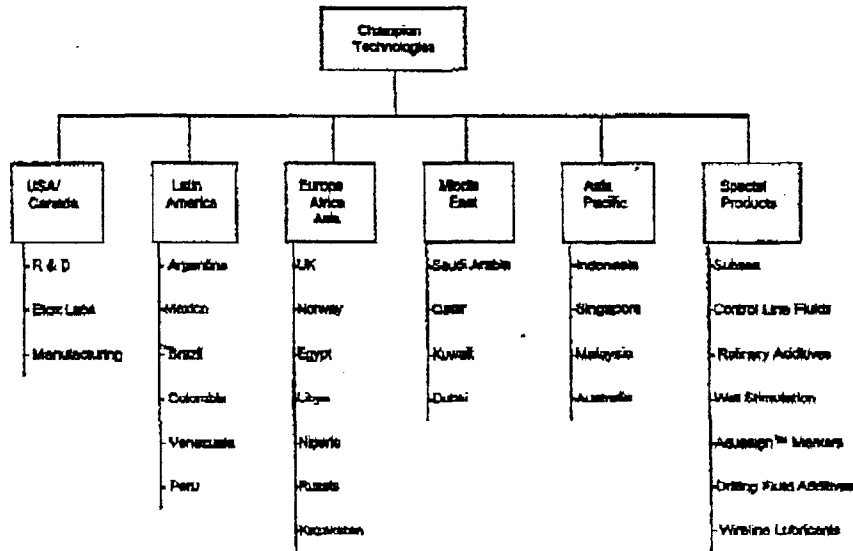 Champion
Technologies
USA/
Canada
Latin
America
Europe
Africa
Asia
Middle
East
Asia
Pacific
Special
Products
R & D
Labs
Manufacturing
Argentina
Mexico
Brazil
Colombia
Venezuela
Peru
UK
Norway
Egypt
Libya
Nigeria
Russia
Kazakstan
Saudi Arabia
Qatar
Kuwait
Dubai
Indonesia
Singapore
Malaysia
Australia
Subsea
Control Line Fluids
Refinery Additives
Well Stimulation
Markers
Drilling Fluid Additives
Wireline Lubricants